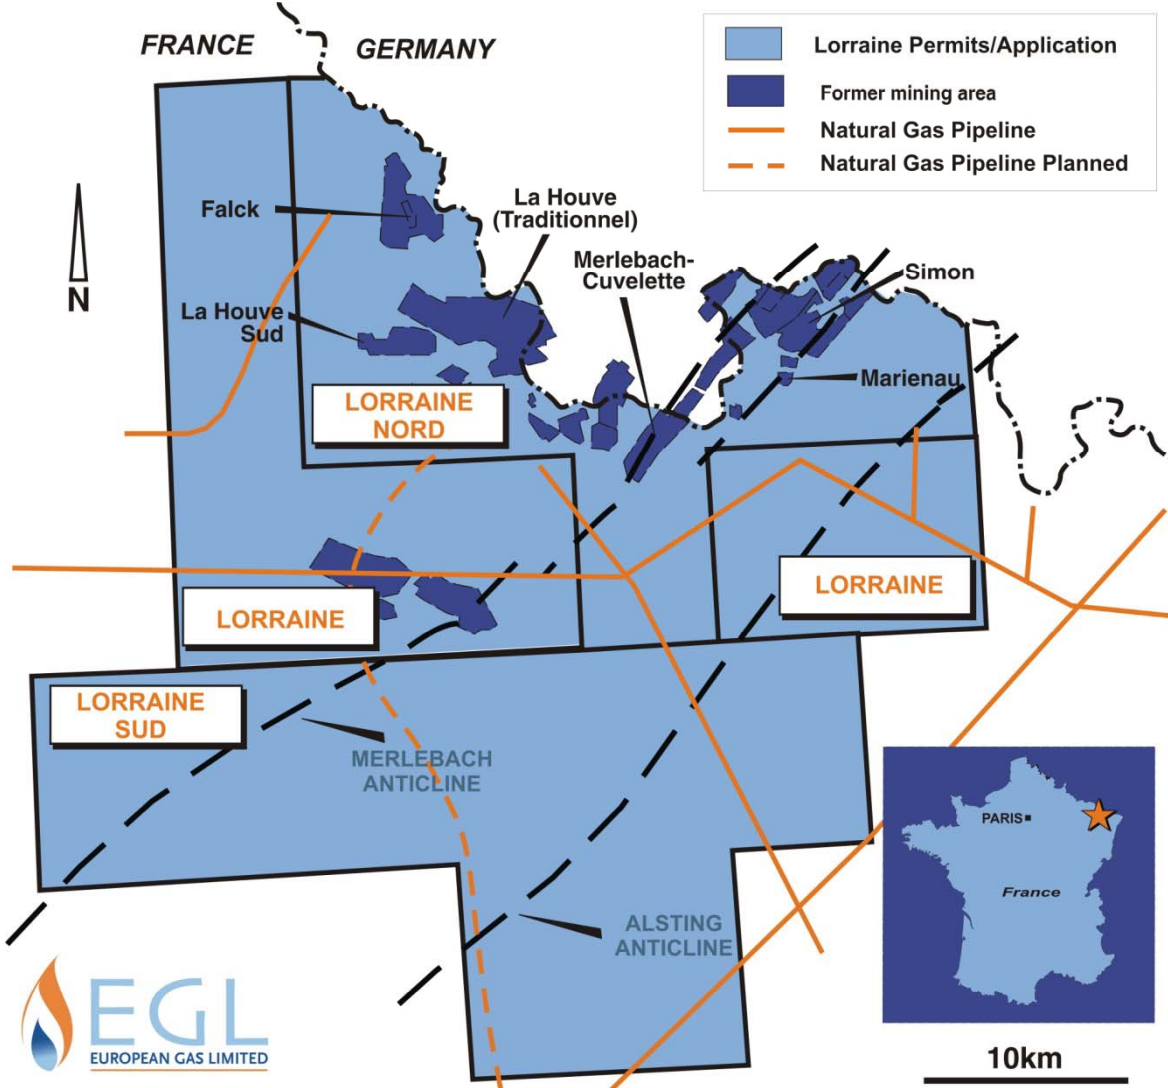 FRANCE
GERMANY
Lorraine Permits/Application
Former mining area
Natural Gas Pipeline
Natural Gas Pipeline Planned
N
Falck
La Houve
(Traditionnel)
Merlebach-
Cuvelette
Simon
La Houve
Sud
Marienau
LORRAINE
NORD
LORRAINE
LORRAINE
LORRAINE
SUD
MERLEBACH
ANTICLINE
ALSTING
ANTICLINE
PARIS
France
EGL
EUROPEAN GAS LIMITED
10km